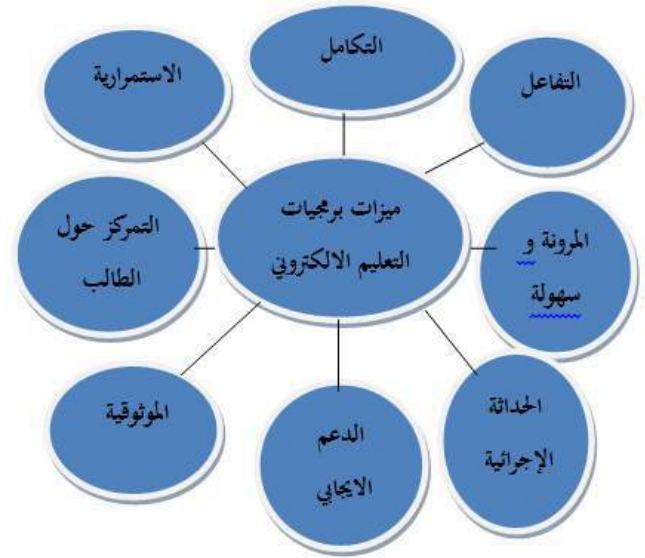 التكامل
التفاعل
الاستمرارية
ميزات برمجيات
التعليم الالكتروني
المرونة و
سهولة
التمركز حول
الطالب
الحداثة
الإجرائية
الدعم
الايجابي
الموثوقية